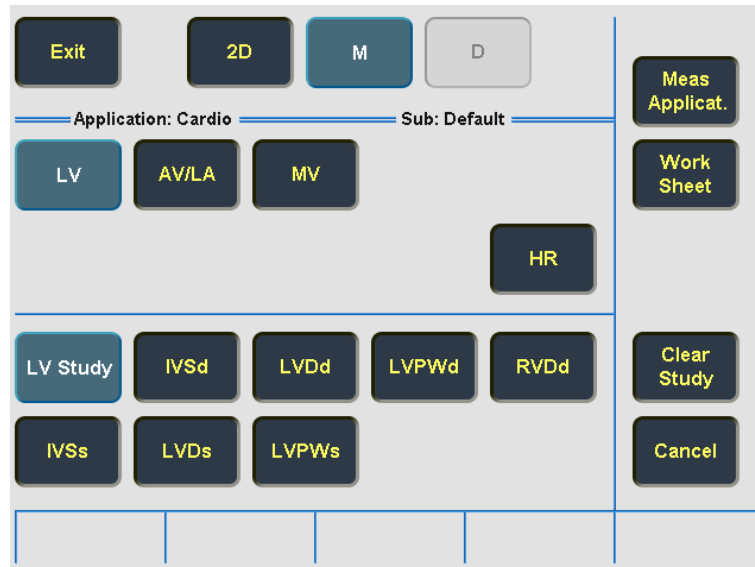 Exit
2D
M
D
Meas
Applicat.
Application: Cardio
Sub: Default
LV
AV/LA
MV
Work
Sheet
HR
LV Study
IVSd
LVDd
LVPWd
RVDd
Clear
Study
IVSs
LVDs
LVPWs
Cancel